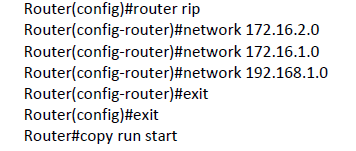 Router(config)#router rip
Router(config-router)#network 172.16.2.0
Router(config-router)#network 172.16.1.0
Router(config-router)#network 192.168.1.0
Router(config-router)#exit
Router(config)#exit
Router#copy run start